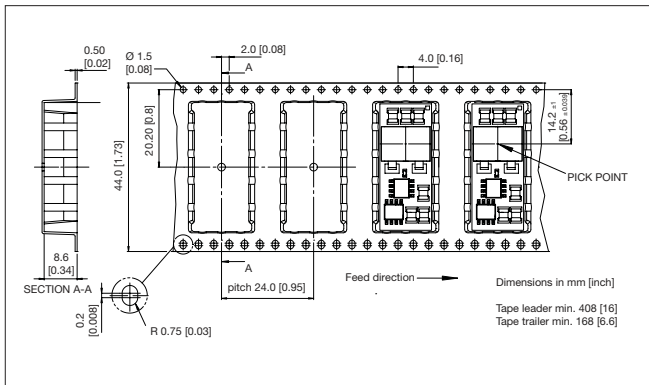 0.50
[0.02]
Ø 1.5
[0.08]
2.0 [0.08]
A
4.0 [0.16]
44.0 [1.73]
20.20 [0.8]
14.2 ±1
[0.56 ± 0.039]
PICK POINT
8.6
[0.34]
SECTION A-A
A
pitch 24.0 [0.95]
Feed direction
Dimensions in mm [inch]
Tape leader min. 408 [16]
Tape trailer min. 168 [6.6]
0.2
[0.008]
R 0.75 [0.03]